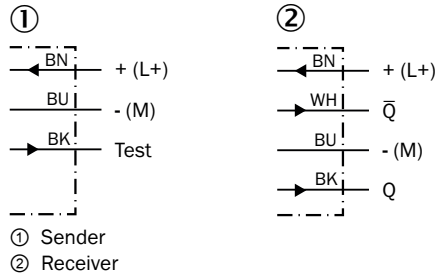 ① ②
BN + (L+)
BU - (M)
BK Test
BN + (L+)
WH Q̅
BU - (M)
BK Q
① Sender
② Receiver